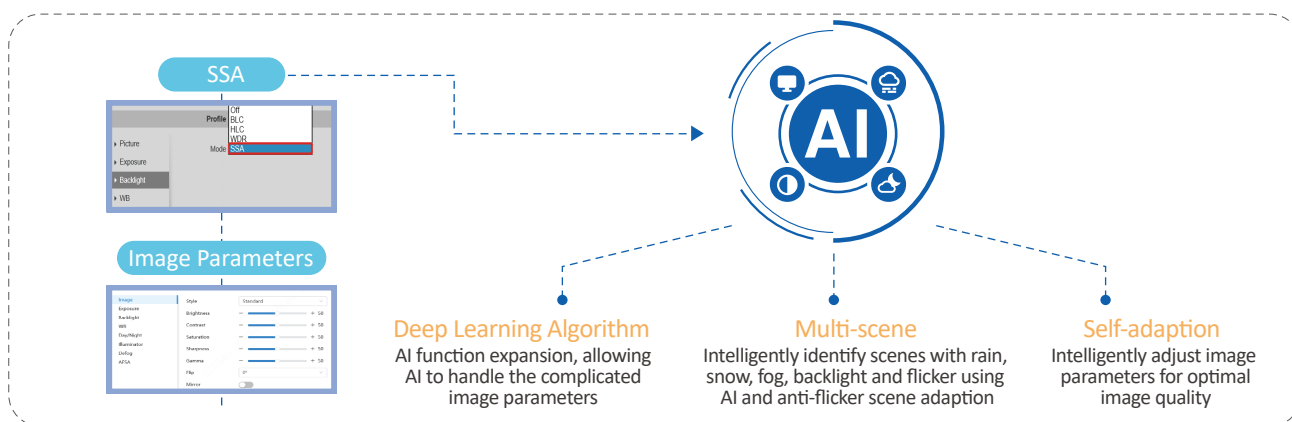 SSA
Off
Profile BLC
HLC
WDR
Mode SSA
Picture
Exposure
Backlight
WB
Image Parameters
Image
Exposure
Backlight
WB
Day/Night
Illuminator
Defog
AFSA
Style Standard
Brightness - + 50
Contrast - + 50
Saturation - + 50
Sharpness - + 50
Gamma - + 50
Flip 0°
Mirror
AI
Deep Learning Algorithm
AI function expansion, allowing
AI to handle the complicated
image parameters
Multi-scene
Intelligently identify scenes with rain,
snow, fog, backlight and flicker using
AI and anti-flicker scene adaption
Self-adaption
Intelligently adjust image
parameters for optimal
image quality